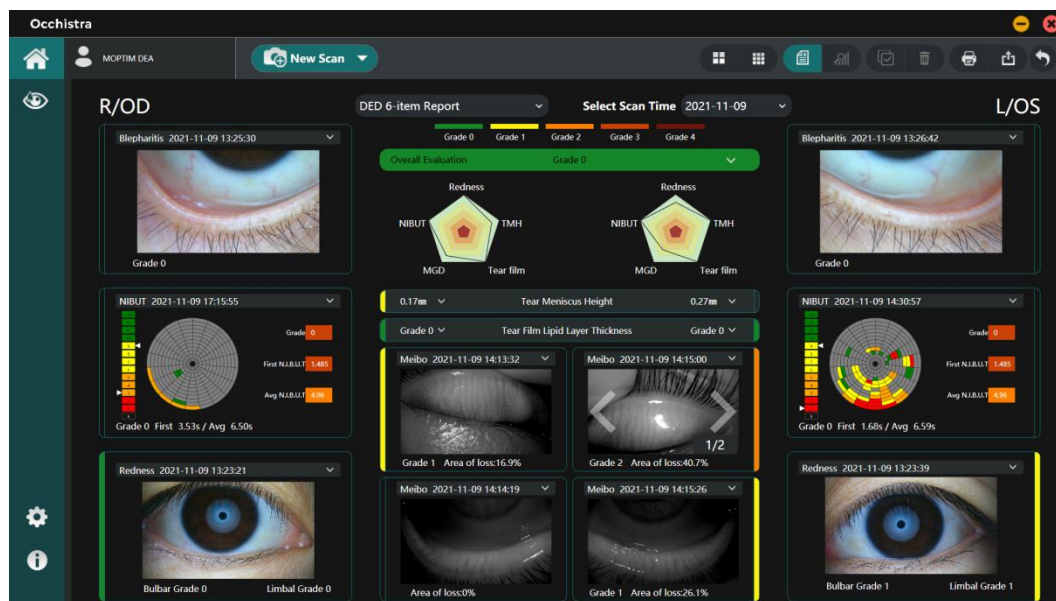 Occhistra
MOPTIM DEA
New Scan
R/OD
DED 6-item Report
Select Scan Time 2021-11-09
L/OS
Grade 0 Grade 1 Grade 2 Grade 3 Grade 4
Overall Evaluation Grade 0
Blepharitis 2021-11-09 13:25:30
Grade 0
Redness
NIBUT TMH
MGD Tear film
Redness
NIBUT TMH
MGD Tear film
Blepharitis 2021-11-09 13:26:42
Grade 0
0.17mm Tear Meniscus Height 0.27mm
Grade 0 Tear Film Lipid Layer Thickness Grade 0
NIBUT 2021-11-09 17:15:55
Grade 0
First N.I.B.U.T 1.485
Avg N.I.B.U.T 4.96
Grade 0 First 3.53s / Avg 6.50s
Meibo 2021-11-09 14:13:32
Grade 1 Area of loss:16.9%
Meibo 2021-11-09 14:15:00
1/2
Grade 2 Area of loss:40.7%
NIBUT 2021-11-09 14:30:57
Grade 0
First N.I.B.U.T 1.485
Avg N.I.B.U.T 4.96
Grade 0 First 1.68s / Avg 6.59s
Redness 2021-11-09 13:23:21
Bulbar Grade 0 Limbal Grade 0
Meibo 2021-11-09 14:14:19
Area of loss:0%
Meibo 2021-11-09 14:15:26
Grade 1 Area of loss:26.1%
Redness 2021-11-09 13:23:39
Bulbar Grade 1 Limbal Grade 1